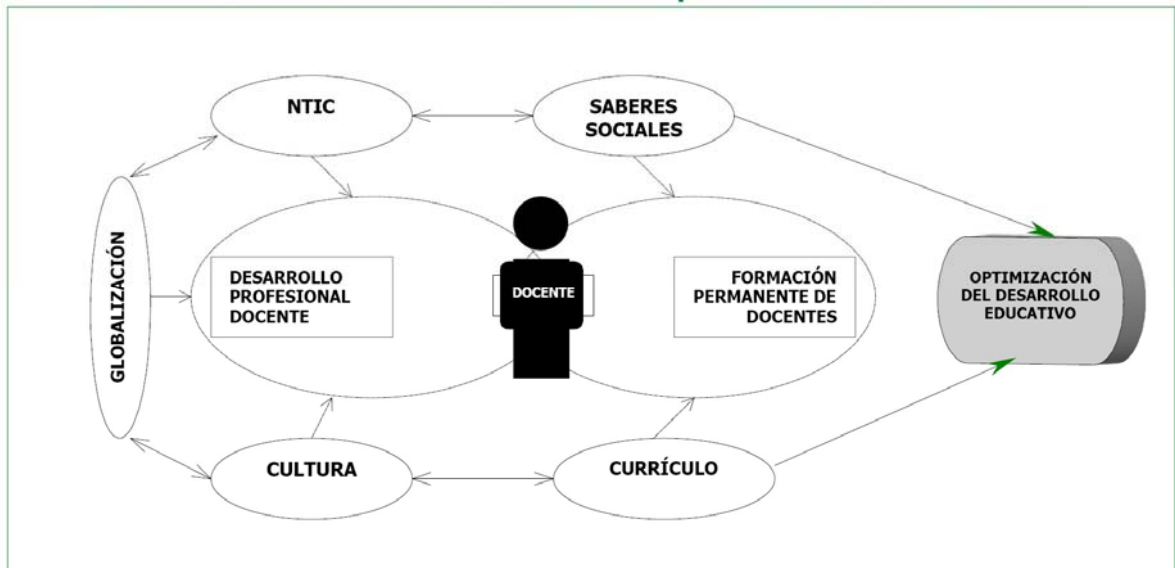 NTIC
SABERES
SOCIALES
GLOBALIZACIÓN
DESARROLLO
PROFESIONAL
DOCENTE
DOCENTE
FORMACIÓN
PERMANENTE DE
DOCENTES
OPTIMIZACIÓN
DEL DESARROLLO
EDUCATIVO
CULTURA
CURRÍCULO